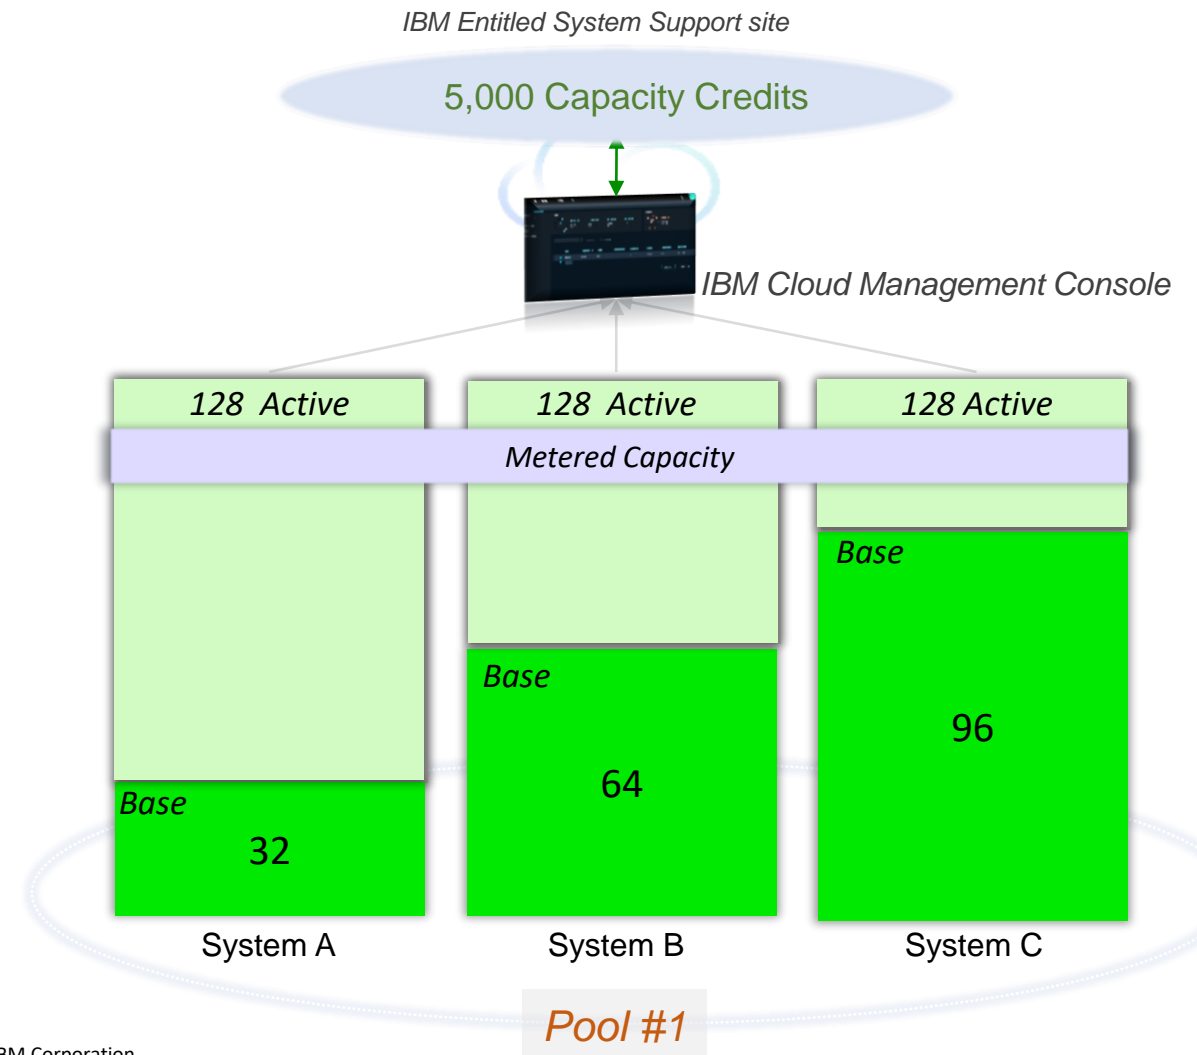 IBM Entitled System Support site
5,000 Capacity Credits
IBM Cloud Management Console
128 Active
128 Active
128 Active
Metered Capacity
Base
Base
Base
96
64
32
System A
System B
System C
Pool #1
Corporation